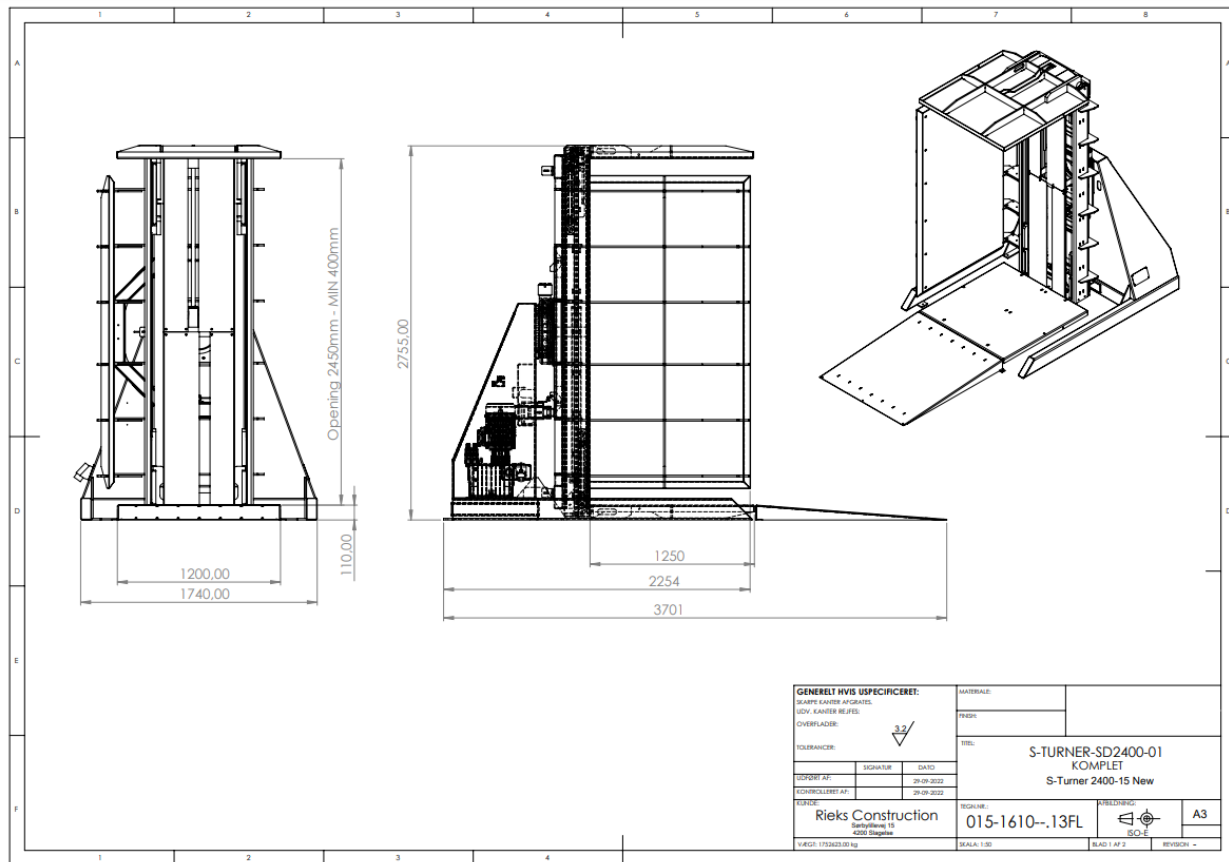 1 2 3 4 5 6 7 8
A A
B B
C C
D D
E
F F
Opening 2450mm - MIN 400mm
2755,00
110,00
1200,00
1740,00
1250
2254
3701
GENERELT HVIS USPECIFICERET:
SKARPE KANTER AFGRATES.
UDV. KANTER REJFES:
OVERFLADER:
3.2
TOLERANCER:
SIGNATUR DATO
UDFØRT AF: 29-09-2022
KONTROLLERET AF: 29-09-2022
KUNDE:
Rieks Construction
4200 Slagelse
VÆGT: 1752623.00 kg
MATERIALE:
FINISH:
TITEL:
S-TURNER-SD2400-01
KOMPLET
S-Turner 2400-15 New
TEGN.NR.:
015-1610--.13FL
AFBILDNING:
ISO-E
A3
SKALA: 1:50
BLAD 1 AF 2
REVISION -
1 2 3 4